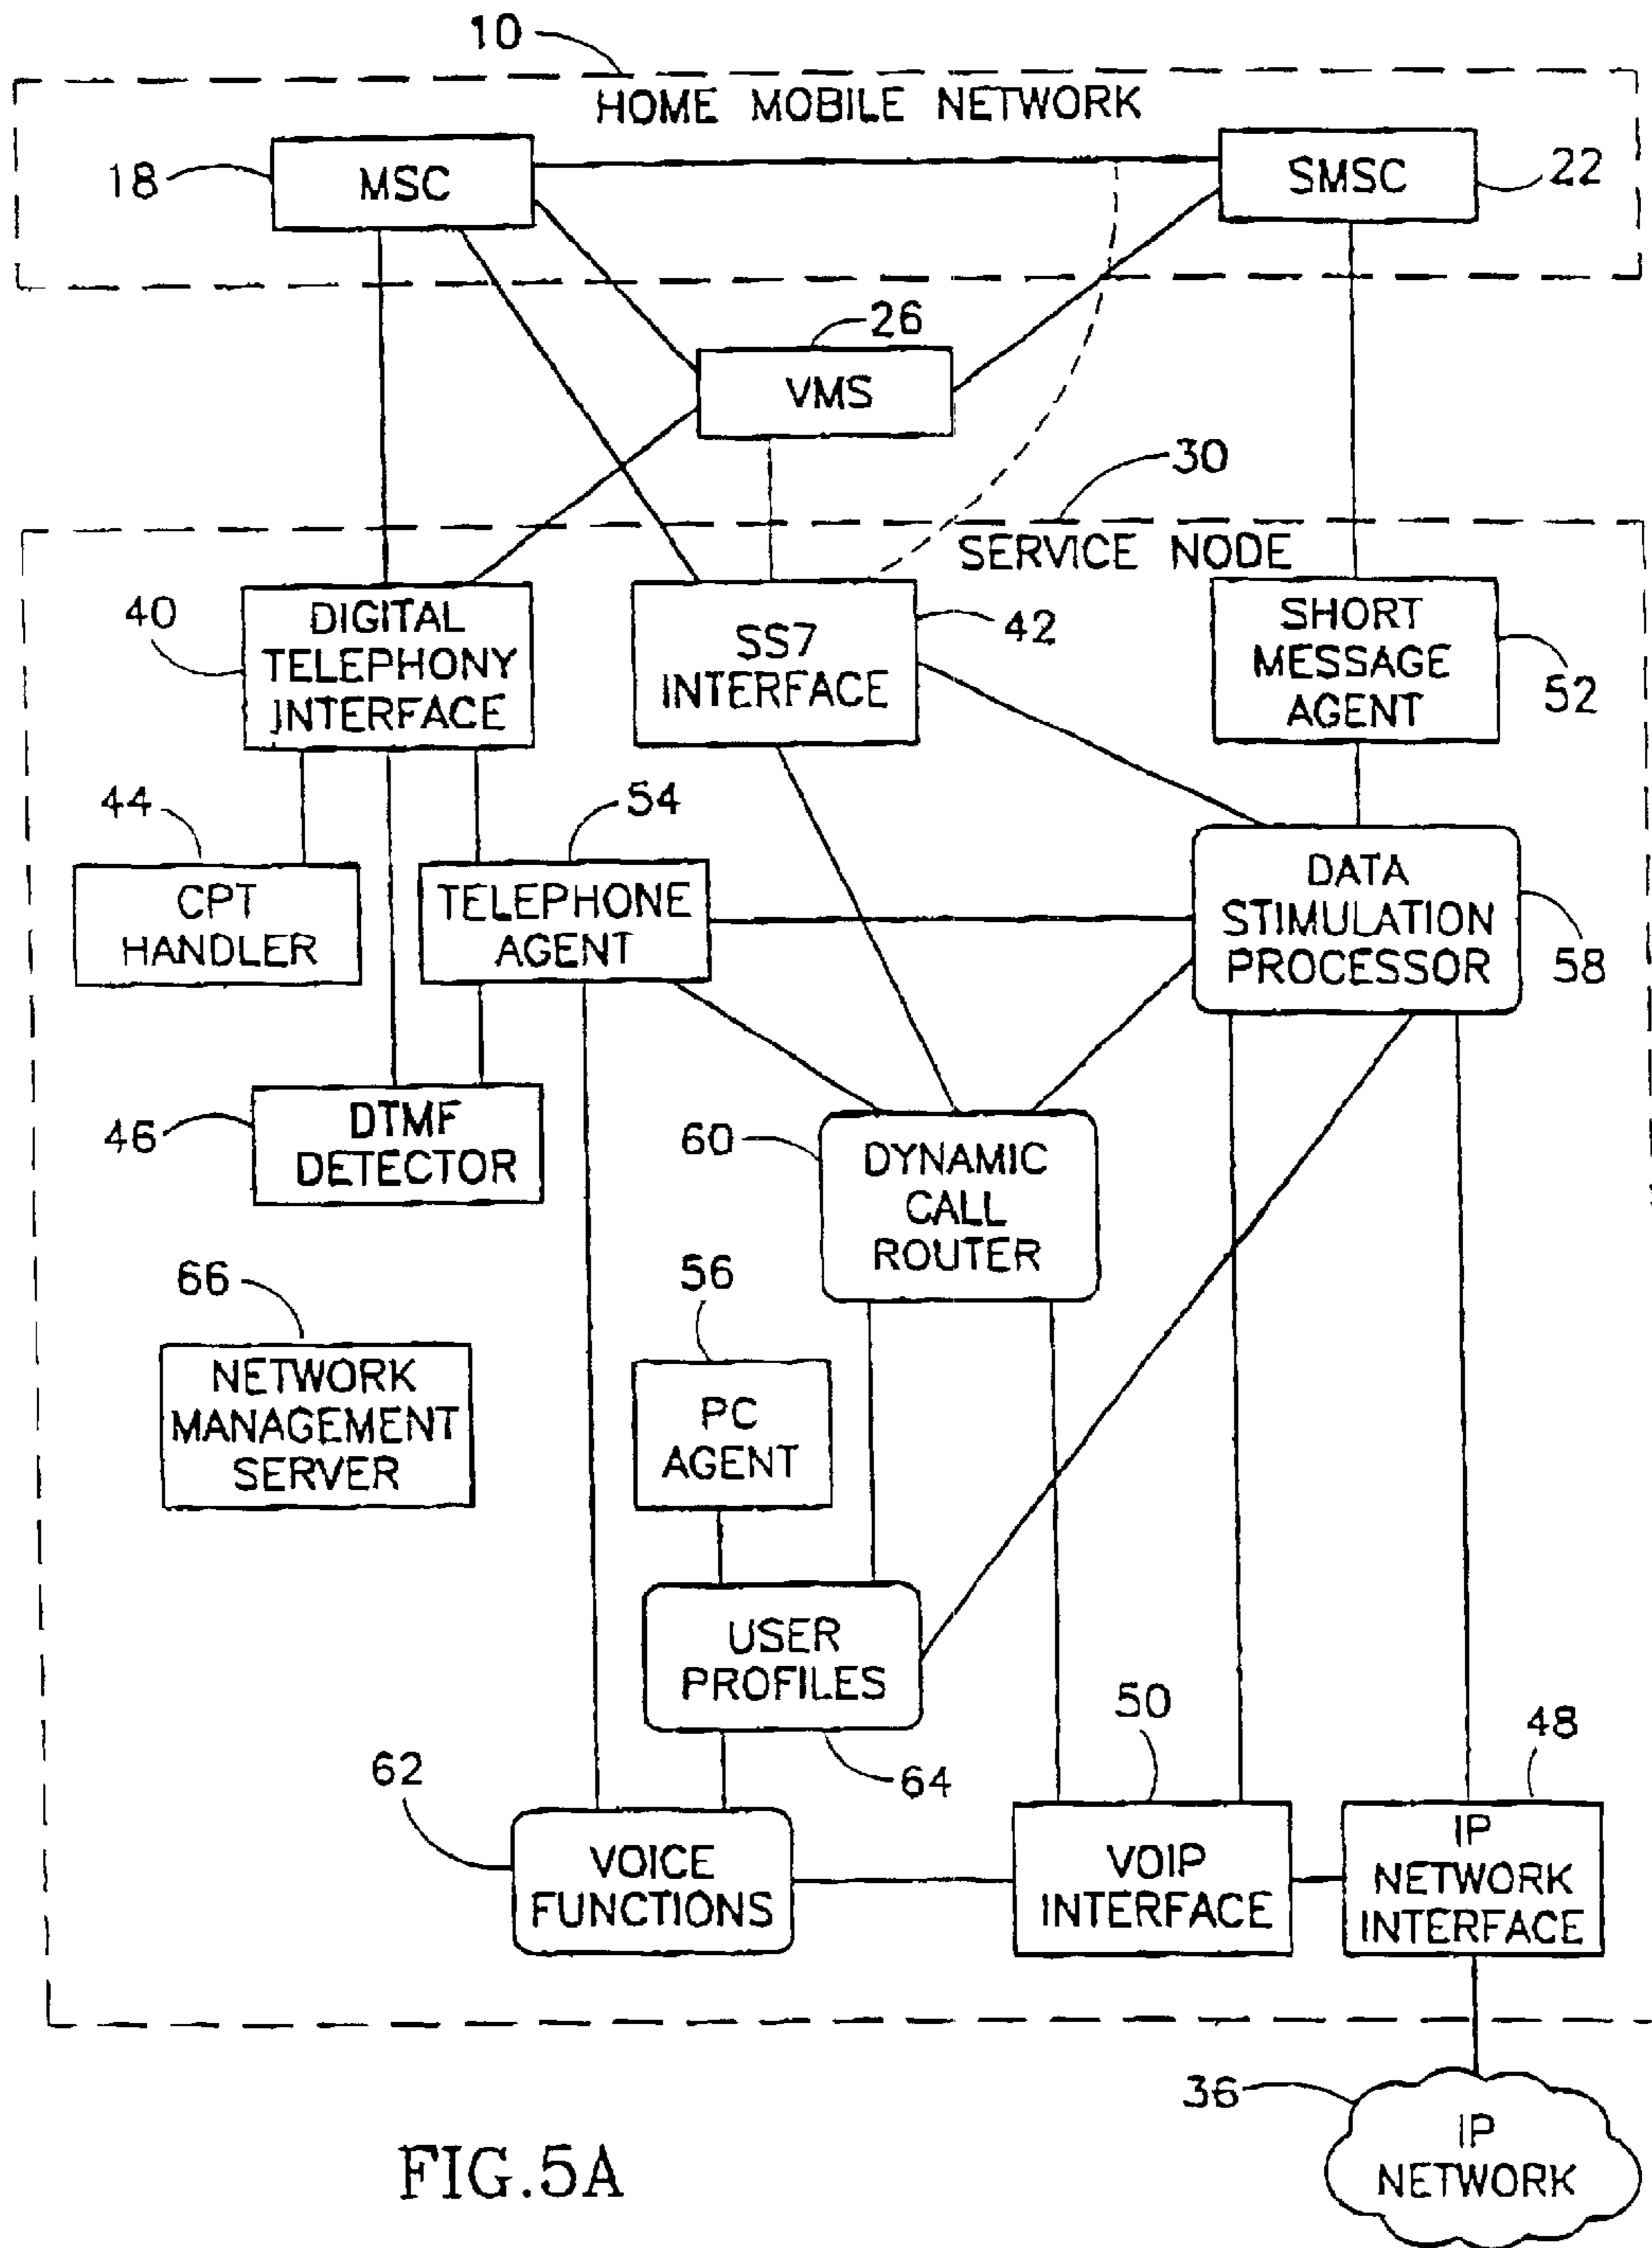 10
HOME MOBILE NETWORK
18
MSC
SMSC
22
26
VMS
30
SERVICE NODE
40
DIGITAL
TELEPHONY
INTERFACE
SS7
INTERFACE
42
SHORT
MESSAGE
AGENT
52
44
54
CPT
HANDLER
TELEPHONE
AGENT
DATA
STIMULATION
PROCESSOR
58
46
DTMF
DETECTOR
60
DYNAMIC
CALL
ROUTER
66
56
NETWORK
MANAGEMENT
SERVER
PC
AGENT
USER
PROFILES
64
50
48
62
VOICE
FUNCTIONS
VOIP
INTERFACE
IP
NETWORK
INTERFACE
36
IP
NETWORK
FIG.5A